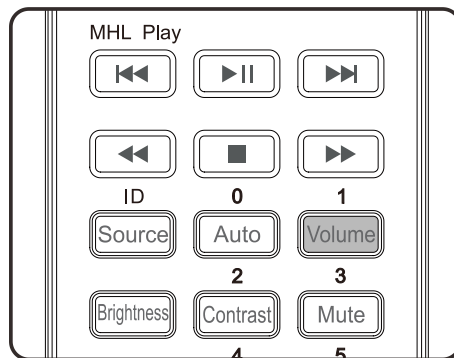 MHL Play
ID 0 1
Source Auto Volume
2 3
Brightness Contrast Mute
4 5